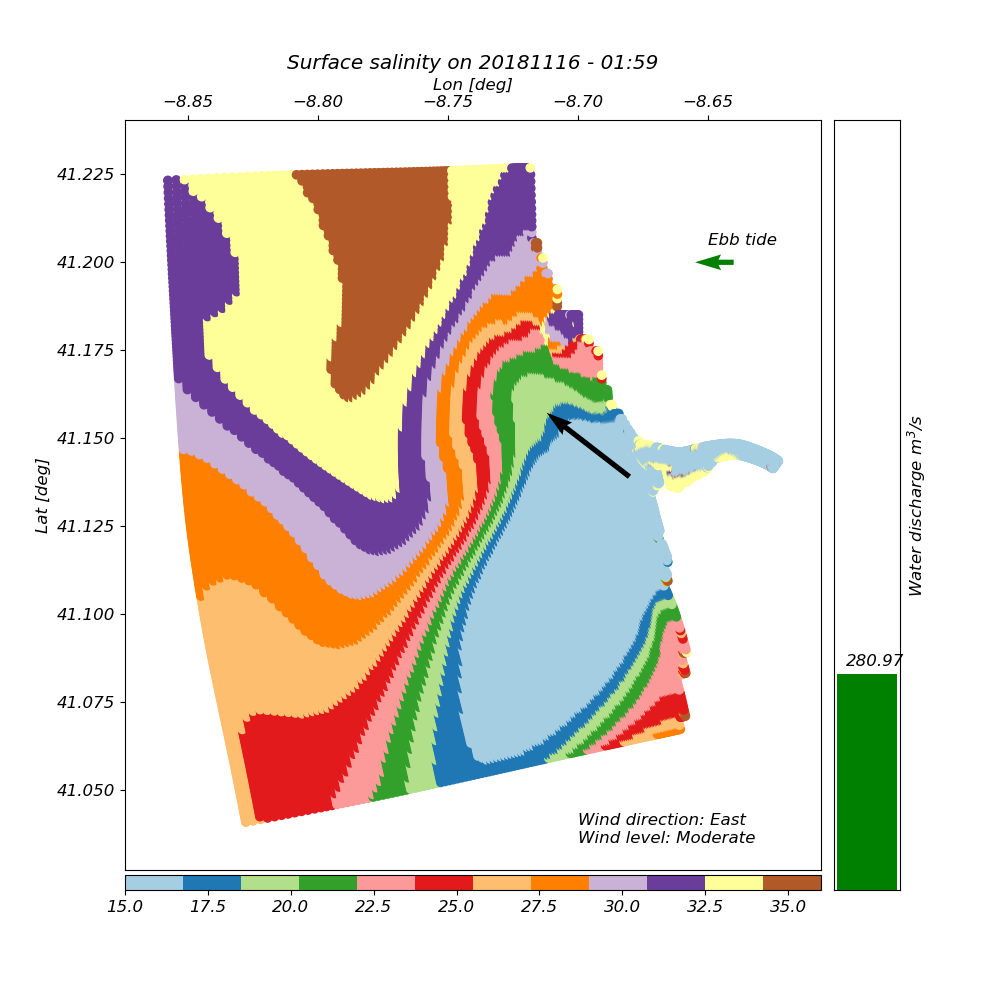 Surface salinity on 20181116 - 01:59
Lon [deg]
−8.85 −8.80 −8.75 −8.70 −8.65
41.225
41.200
41.175
41.150
41.125
41.100
41.075
41.050
Lat [deg]
Ebb tide
Wind direction: East
Wind level: Moderate
15.0 17.5 20.0 22.5 25.0 27.5 30.0 32.5 35.0
280.97
Water discharge m³/s